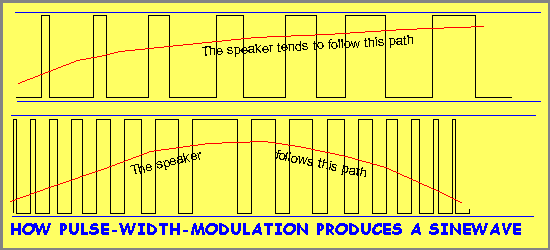 The speaker tends to follow this path
The speaker follows this path
HOW PULSE-WIDTH-MODULATION PRODUCES A SINEWAVE